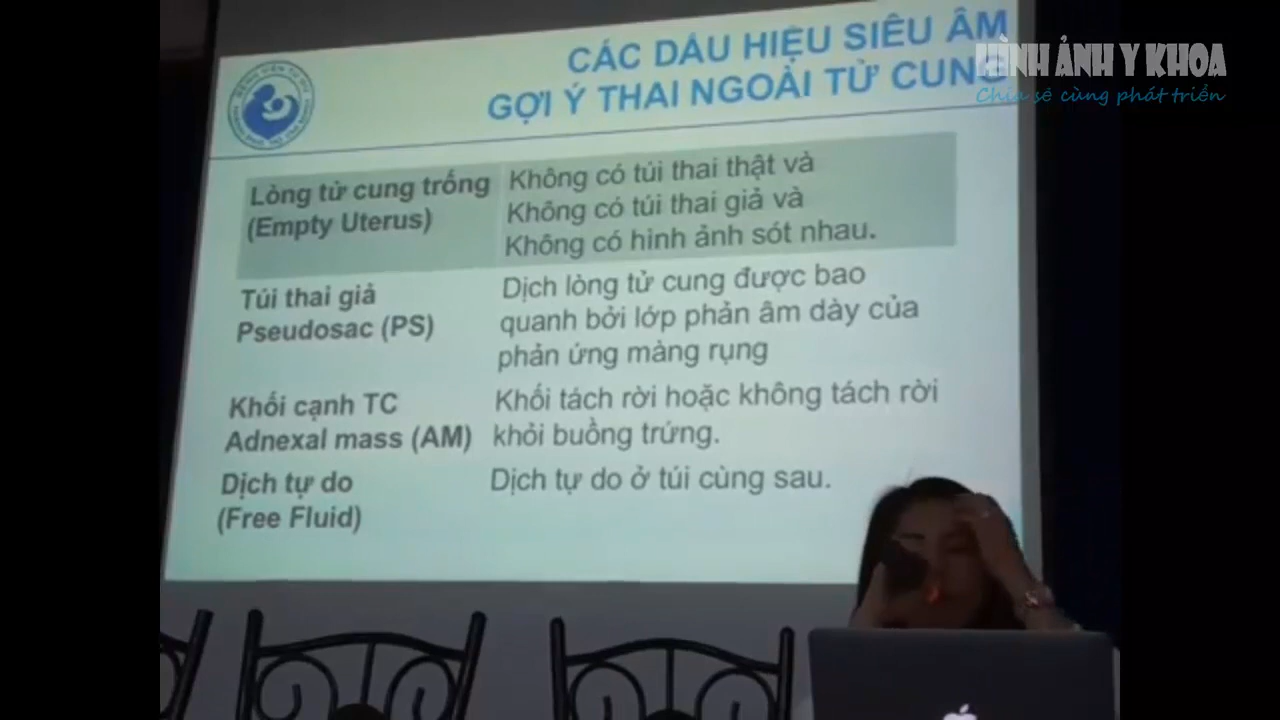 CÁC DẤU HIỆU SIÊU ÂM
GỢI Ý THAI NGOÀI TỬ CUNG
HÌNH ẢNH Y KHOA
Chia sẻ cùng phát triển
Lòng tử cung trống
(Empty Uterus)
Không có túi thai thật và
Không có túi thai giả và
Không có hình ảnh sót nhau.
Túi thai giả
Pseudosac (PS)
Dịch lòng tử cung được bao
quanh bởi lớp phản âm dày của
phản ứng màng rụng
Khối cạnh TC
Adnexal mass (AM)
Khối tách rời hoặc không tách rời
khỏi buồng trứng.
Dịch tự do
(Free Fluid)
Dịch tự do ở túi cùng sau.